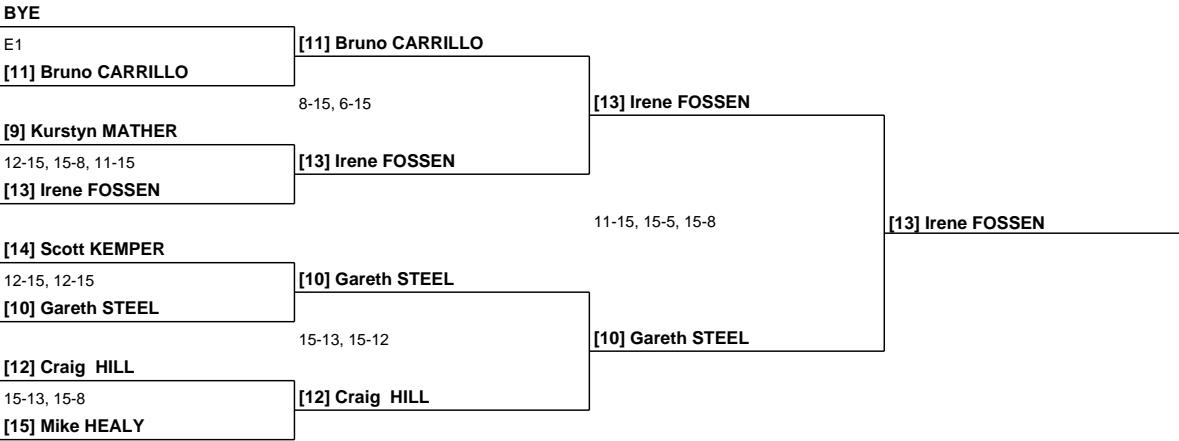 BYE
E1
[11] Bruno CARRILLO
[11] Bruno CARRILLO
8-15, 6-15
[13] Irene FOSSEN
[9] Kurstyn MATHER
12-15, 15-8, 11-15
[13] Irene FOSSEN
[13] Irene FOSSEN
11-15, 15-5, 15-8
[13] Irene FOSSEN
[14] Scott KEMPER
12-15, 12-15
[10] Gareth STEEL
[10] Gareth STEEL
15-13, 15-12
[10] Gareth STEEL
[12] Craig  HILL
15-13, 15-8
[12] Craig  HILL
[15] Mike HEALY